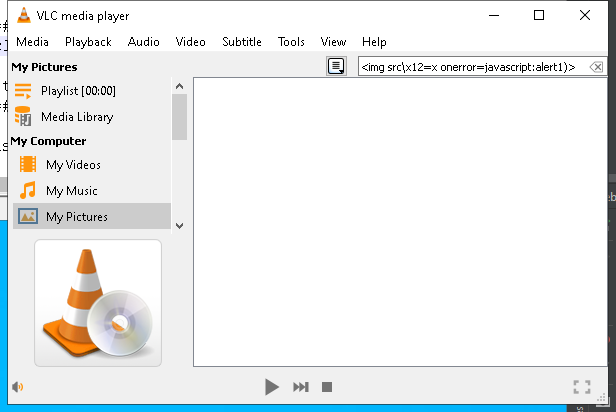 VLC media player
Media Playback Audio Video Subtitle Tools View Help
My Pictures
<img src\x12=x onerror=javascript:alert1)>
Playlist [00:00]
Media Library
My Computer
My Videos
My Music
My Pictures